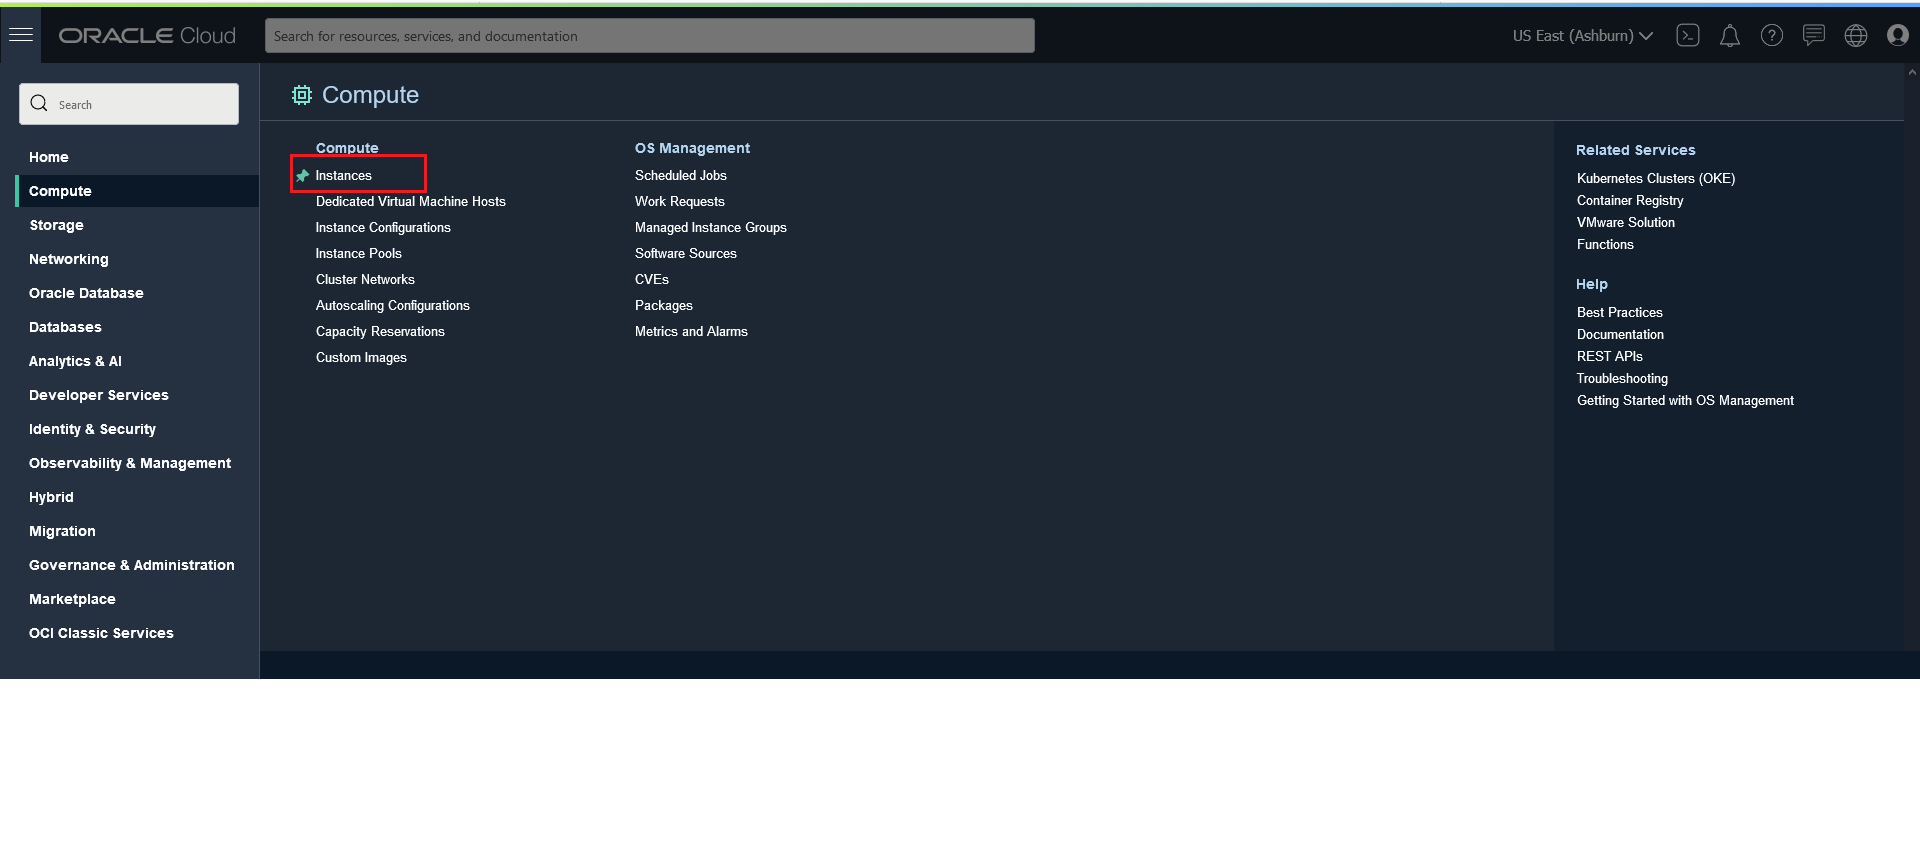 ORACLE Cloud
Search for resources, services, and documentation
US East (Ashburn)
Search
Home
Compute
Storage
Networking
Oracle Database
Databases
Analytics & AI
Developer Services
Identity & Security
Observability & Management
Hybrid
Migration
Governance & Administration
Marketplace
OCI Classic Services
Compute
Compute
Instances
Dedicated Virtual Machine Hosts
Instance Configurations
Instance Pools
Cluster Networks
Autoscaling Configurations
Capacity Reservations
Custom Images
OS Management
Scheduled Jobs
Work Requests
Managed Instance Groups
Software Sources
CVEs
Packages
Metrics and Alarms
Related Services
Kubernetes Clusters (OKE)
Container Registry
VMware Solution
Functions
Help
Best Practices
Documentation
REST APIs
Troubleshooting
Getting Started with OS Management